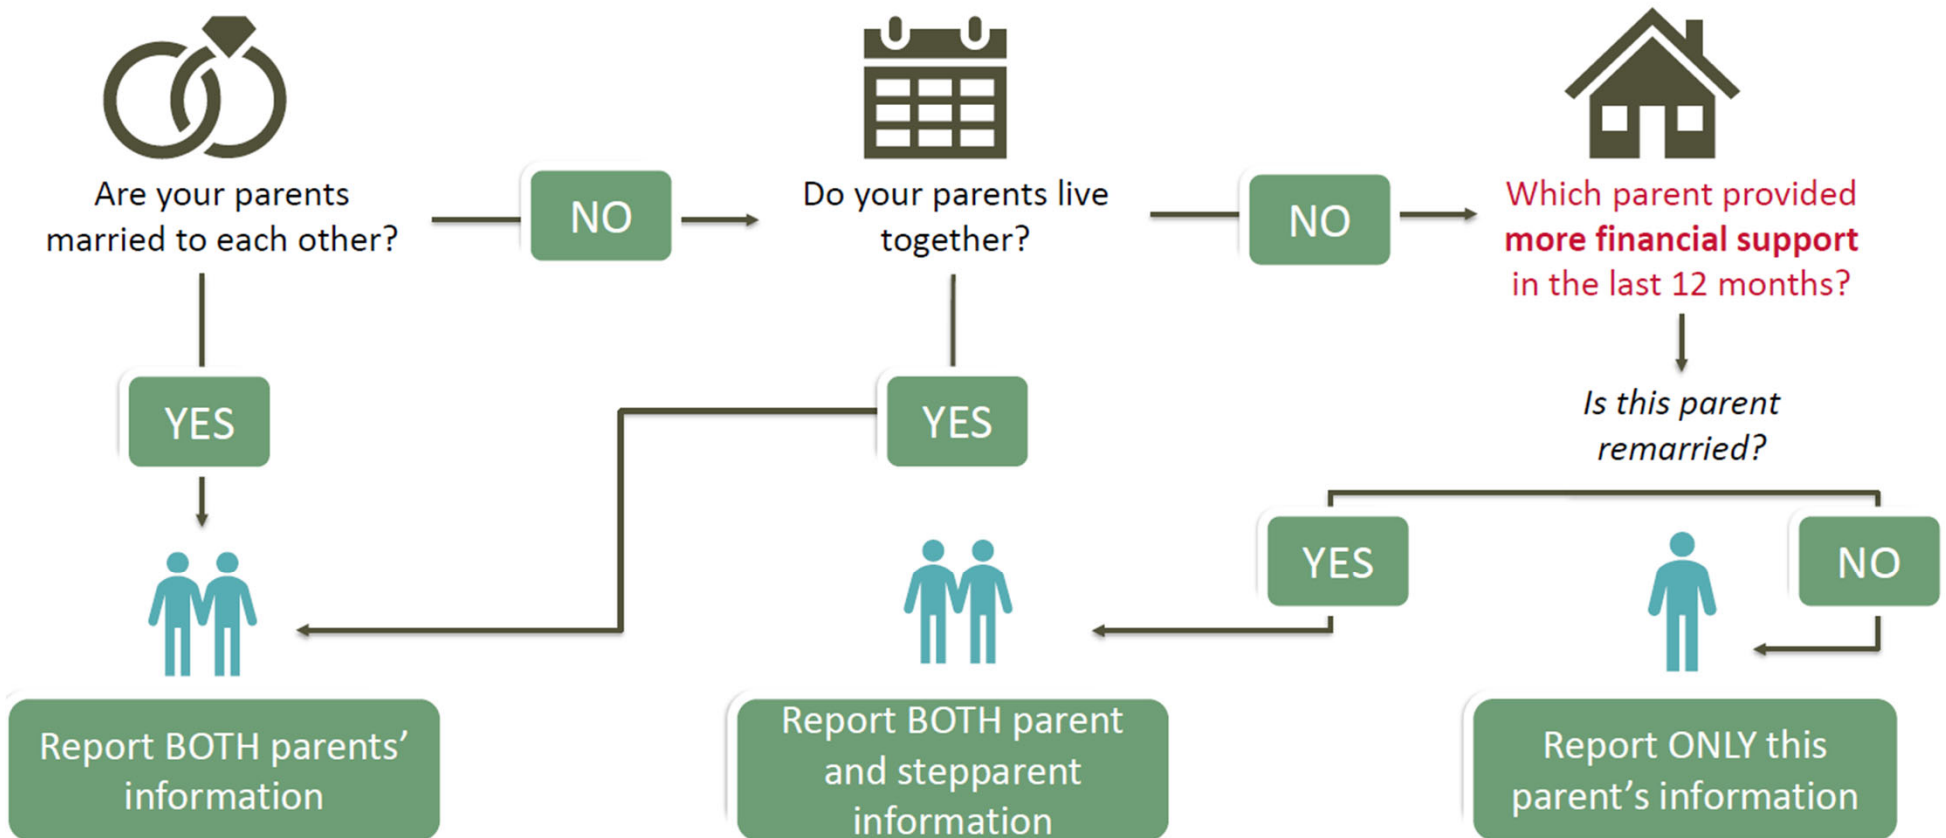 Are your parents
married to each other?
NO
Do your parents live
together?
NO
Which parent provided
more financial support
in the last 12 months?
YES
YES
Is this parent
remarried?
YES
NO
Report BOTH parents’
information
Report BOTH parent
and stepparent
information
Report ONLY this
parent’s information